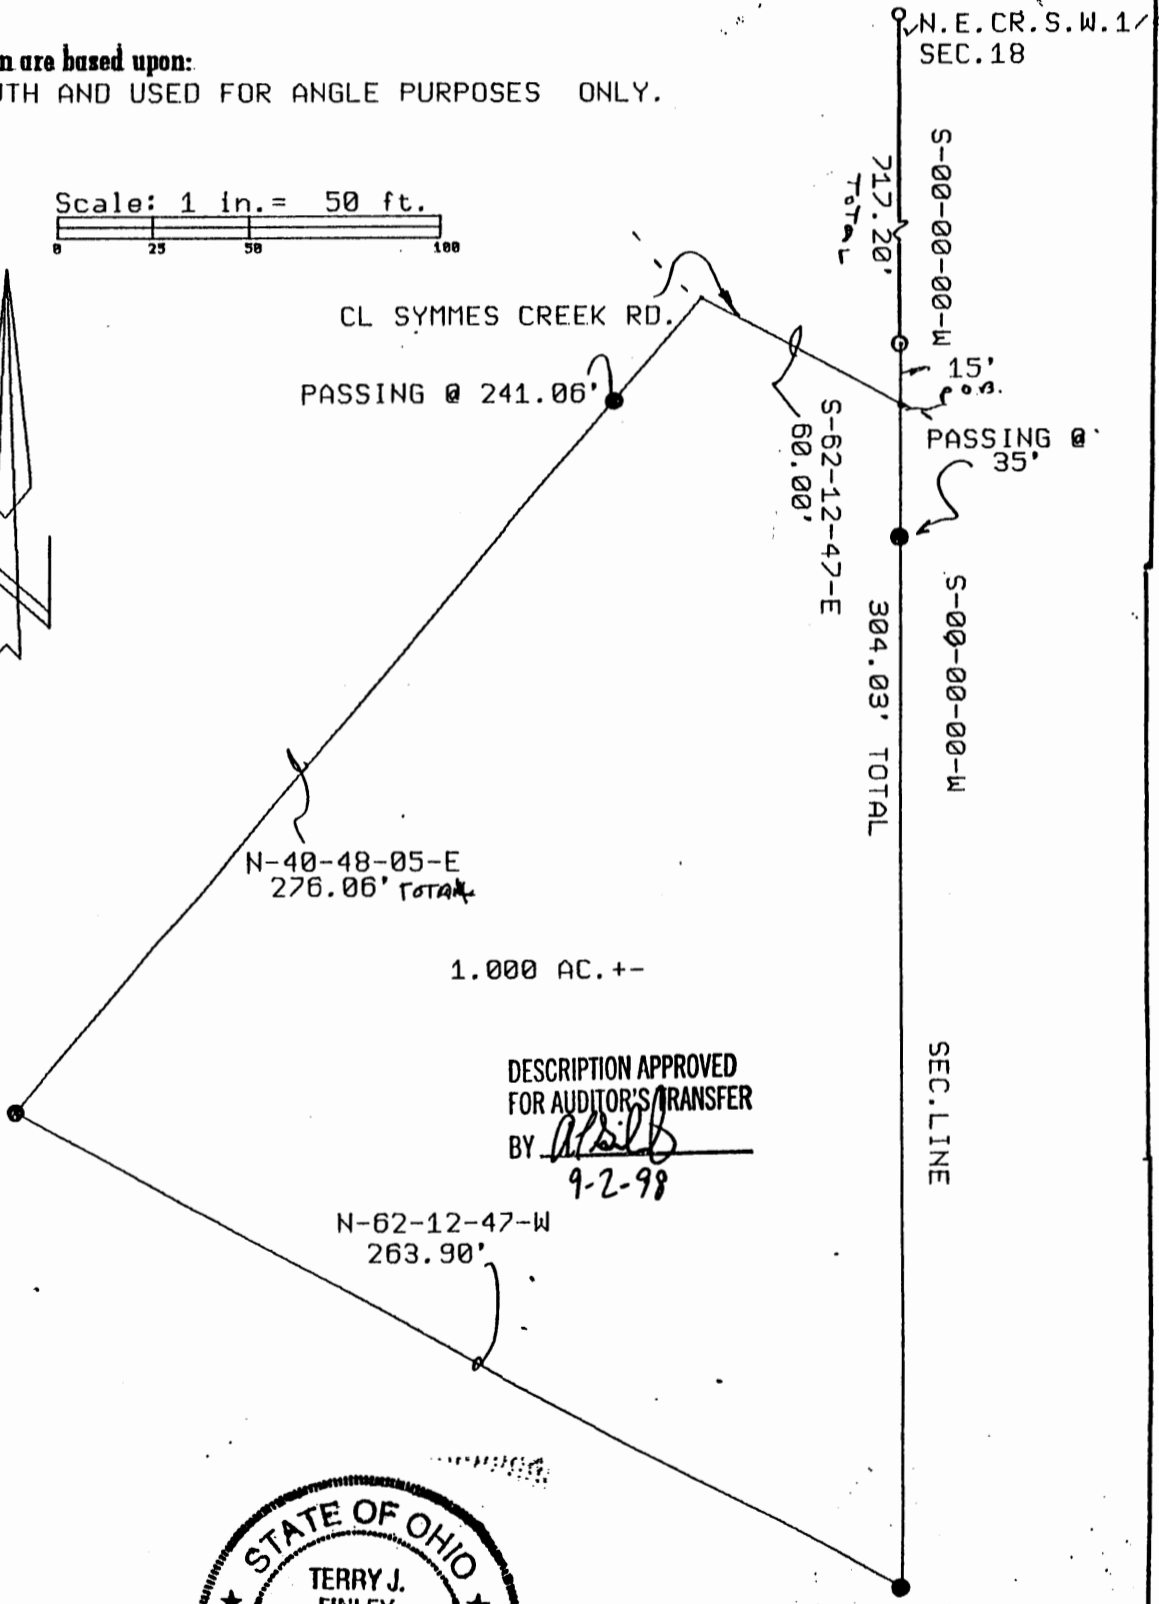 N.E.CR.S.W.1/
SEC.18
n are based upon:
UTH AND USED FOR ANGLE PURPOSES ONLY.
S-00-00-00-W
717.20'
TOTAL
Scale: 1 in.= 50 ft.
0 25 50 100
CL SYMMES CREEK RD.
15'
P.O.B.
PASSING @ 241.06'
S-62-12-47-E
60.00'
PASSING @
35'
S-00-00-00-W
304.03' TOTAL
N-40-48-05-E
276.06' TOTAL
1.000 AC.+-
SEC.LINE
DESCRIPTION APPROVED
FOR AUDITOR'S TRANSFER
BY
9-2-98
N-62-12-47-W
263.90'
STATE OF OHIO
TERRY J.
FINLEY